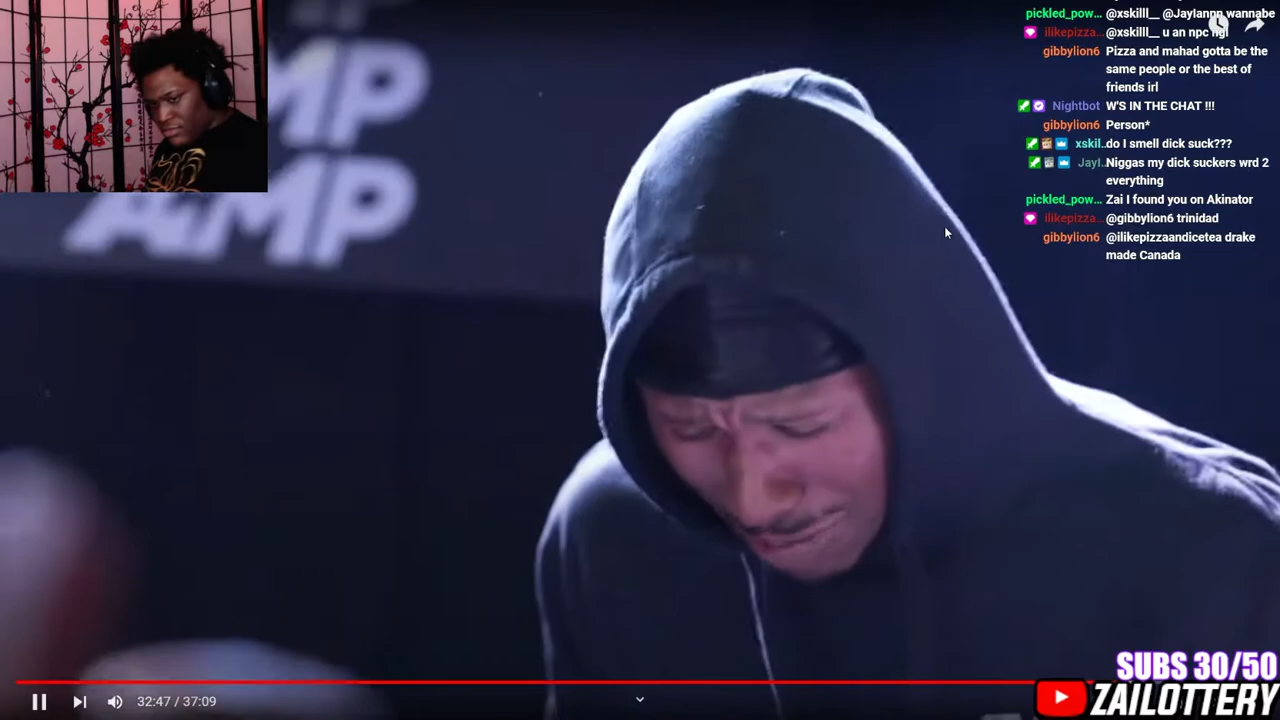 pickled_pow... @xskilll__ @Jaylannn wannabe
ilikepizza... @xskilll__ u an npc ngl
gibbylion6 Pizza and mahad gotta be the
same people or the best of
friends irl
Nightbot W'S IN THE CHAT !!!
gibbylion6 Person*
xskil.. do I smell dick suck???
Jayl.. Niggas my dick suckers wrd 2
everything
pickled_pow... Zai I found you on Akinator
ilikepizza... @gibbylion6 trinidad
gibbylion6 @ilikepizzaandicetea drake
made Canada
AMP
AMP
SUBS 30/50
ZAILOTTERY
32:47 / 37:09